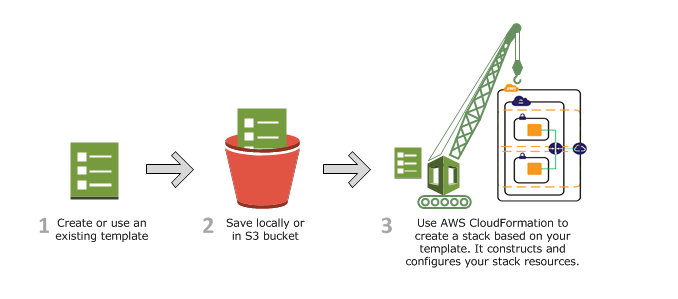 1 Create or use an
existing template
2 Save locally or
in S3 bucket
3 Use AWS CloudFormation to
create a stack based on your
template. It constructs and
configures your stack resources.